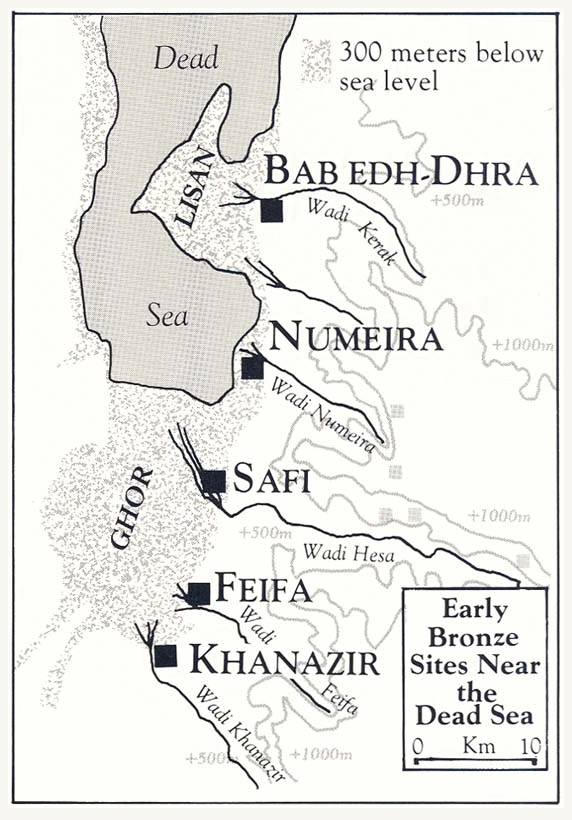 Dead
300 meters below
sea level
LISAN
BAB EDH-DHRA
+500m
Wadi Kerak
Sea
NUMEIRA
+1000m
Wadi Numeira
GHOR
SAFI
+1000m
+500m
Wadi Hesa
FEIFA
Wadi
Feifa
KHANAZIR
Wadi Khanazir
+500m
+1000m
Early
Bronze
Sites Near
the
Dead Sea
0 Km 10